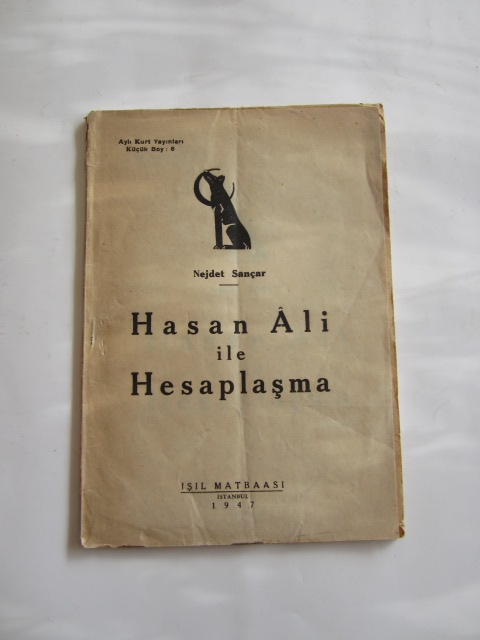 Aylı Kurt Yayınları
Küçük Boy : 6
Nejdet Sançar
Hasan Âli
ile
Hesaplaşma
IŞIL MATBAASI
İSTANBUL
1947